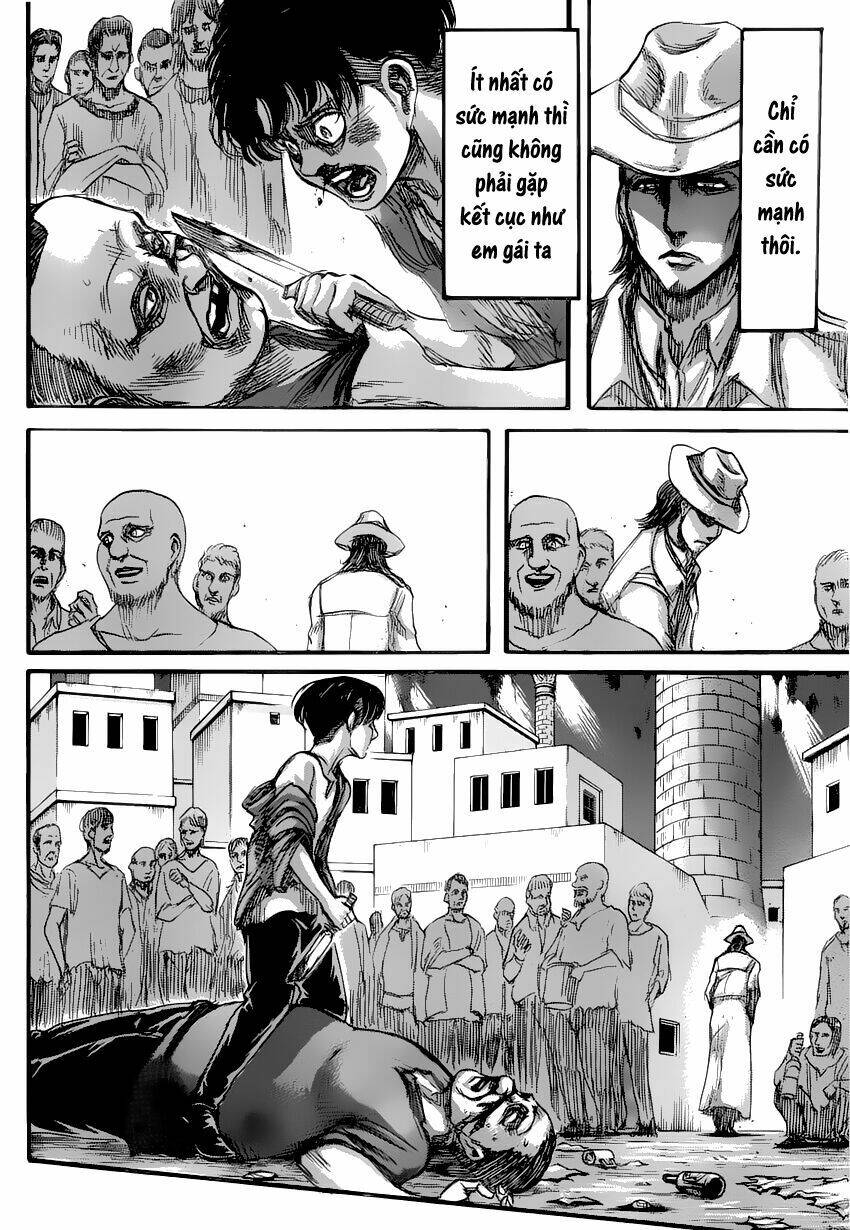 Chỉ
cần có
sức
mạnh
thôi.
Ít nhất có
sức mạnh thì
cũng không
phải gặp
kết cục như
em gái ta